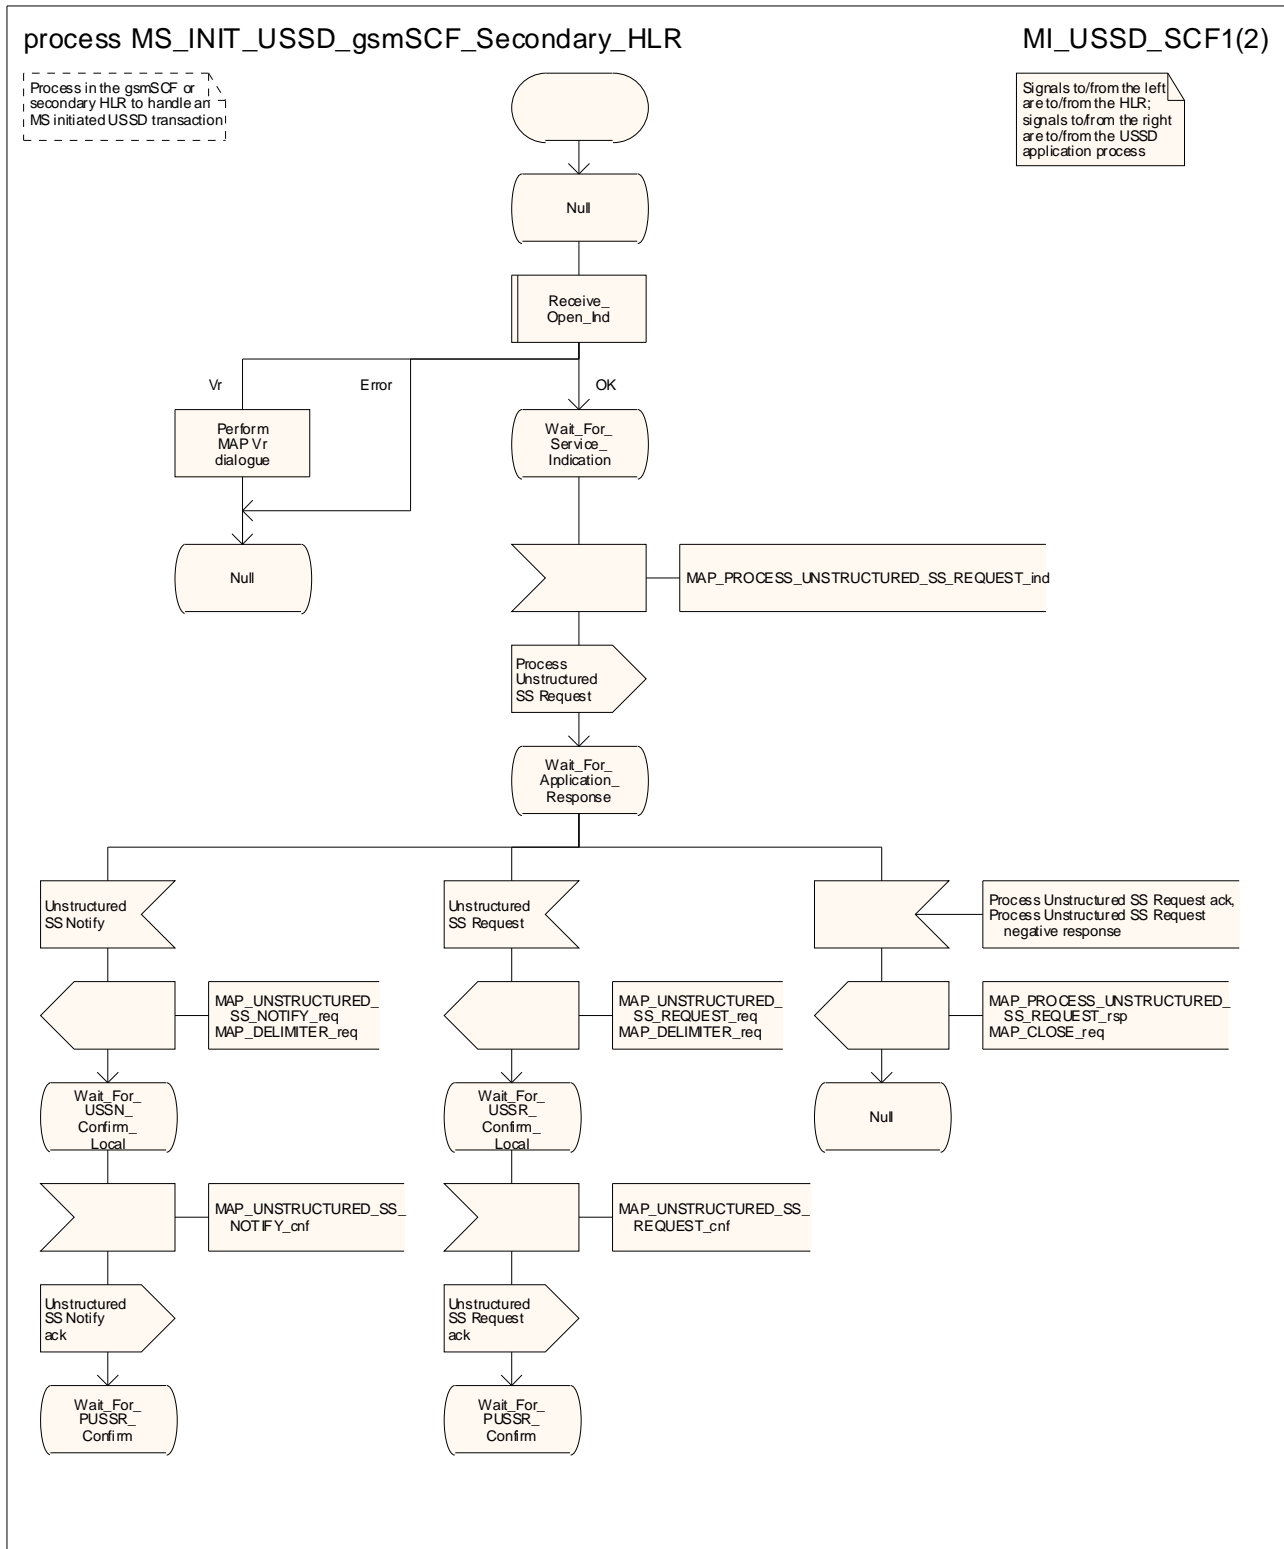 process MS_INIT_USSD_gsmSCF_Secondary_HLR
MI_USSD_SCF1(2)
Process in the gsmSCF or
secondary HLR to handle an
MS initiated USSD transaction
Signals to/from the left
are to/from the HLR;
signals to/from the right
are to/from the USSD
application process
Null
Receive_
Open_Ind
Vr
Error
OK
Perform
MAP Vr
dialogue
Wait_For_
Service_
Indication
Null
MAP_PROCESS_UNSTRUCTURED_SS_REQUEST_ind
Process
Unstructured
SS Request
Wait_For_
Application_
Response
Unstructured
SS Notify
Unstructured
SS Request
Process Unstructured SS Request ack,
Process Unstructured SS Request
negative response
MAP_UNSTRUCTURED_
SS_NOTIFY_req
MAP_DELIMITER_req
MAP_UNSTRUCTURED_
SS_REQUEST_req
MAP_DELIMITER_req
MAP_PROCESS_UNSTRUCTURED_
SS_REQUEST_rsp
MAP_CLOSE_req
Wait_For_
USSN_
Confirm_
Local
Wait_For_
USSR_
Confirm_
Local
Null
MAP_UNSTRUCTURED_SS_
NOTIFY_cnf
MAP_UNSTRUCTURED_SS_
REQUEST_cnf
Unstructured
SS Notify
ack
Unstructured
SS Request
ack
Wait_For_
PUSSR_
Confirm
Wait_For_
PUSSR_
Confirm